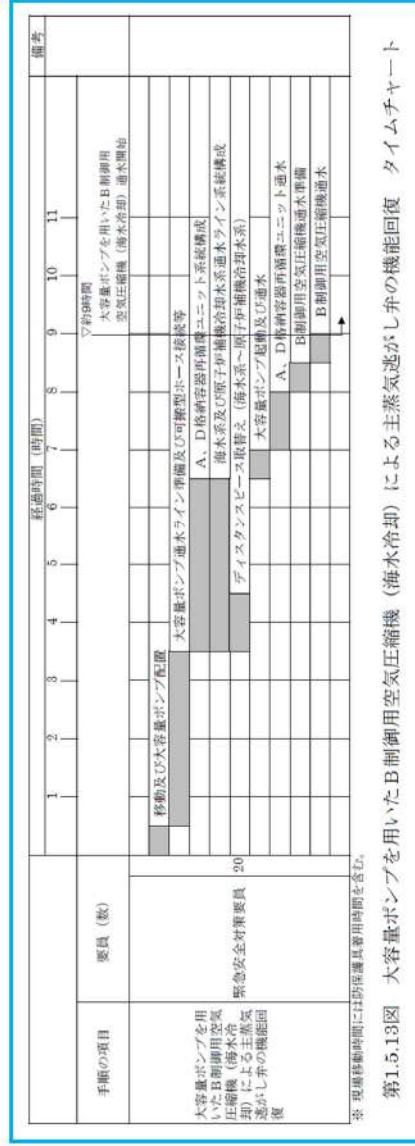 経過時間（時間）
手順の項目
要員（数）
1
2
3
4
5
6
7
8
9
10
11
備考
▽約9時間
大容量ポンプを用いたB制御用
空気圧縮機（海水冷却）通水開始
大容量ポンプを用
いたB制御用空気
圧縮機（海水冷
却）による主蒸気
逃がし弁の機能回
復
緊急安全対策要員
20
移動及び大容量ポンプ配置
大容量ポンプ通水ライン準備及び可搬型ホース接続等
A、D格納容器再循環ユニット系統構成
海水系及び原子炉補機冷却水系通水ライン系統構成
ディスタンスピース取替え（海水系～原子炉補機冷却水系）
大容量ポンプ起動及び通水
A、D格納容器再循環ユニット通水
B制御用空気圧縮機通水準備
B制御用空気圧縮機通水
※ 現場移動時間には防保護具着用時間を含む。
第1.5.13図　大容量ポンプを用いたB制御用空気圧縮機（海水冷却）による主蒸気逃がし弁の機能回復　タイムチャート